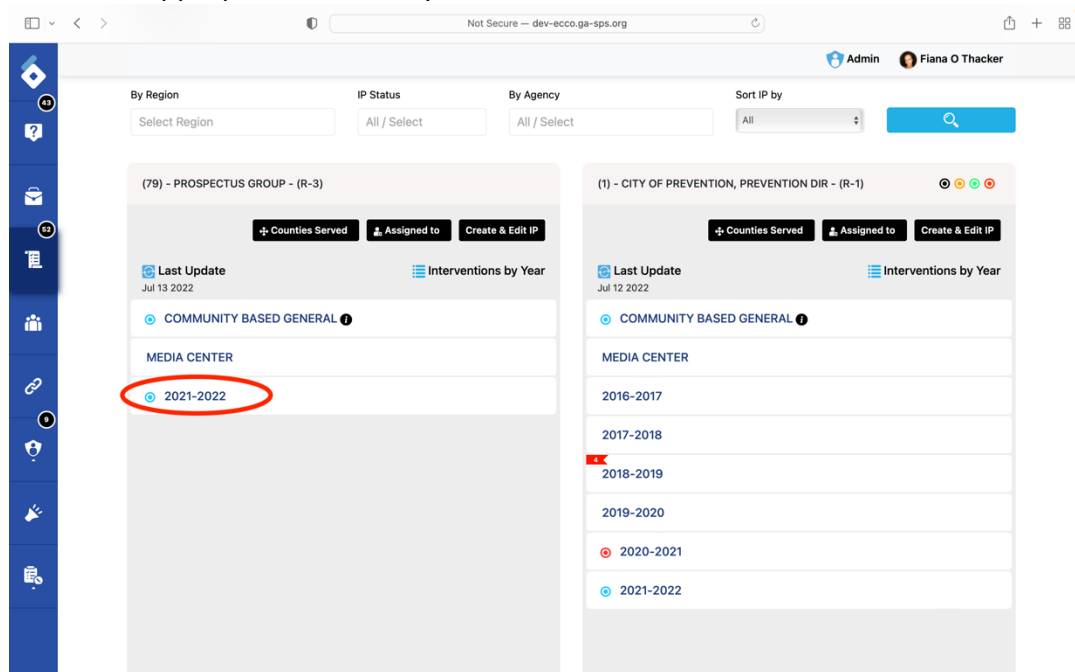 Not Secure — dev-ecco.ga-sps.org
Admin Fiana O Thacker
43
By Region IP Status By Agency Sort IP by
Select Region All / Select All / Select All
(79) - PROSPECTUS GROUP - (R-3)
(1) - CITY OF PREVENTION, PREVENTION DIR - (R-1)
52
Counties Served Assigned to Create & Edit IP
Counties Served Assigned to Create & Edit IP
Last Update Interventions by Year
Jul 13 2022
Last Update Interventions by Year
Jul 12 2022
COMMUNITY BASED GENERAL
MEDIA CENTER
2021-2022
COMMUNITY BASED GENERAL
MEDIA CENTER
2016-2017
2017-2018
4
2018-2019
2019-2020
2020-2021
2021-2022
9